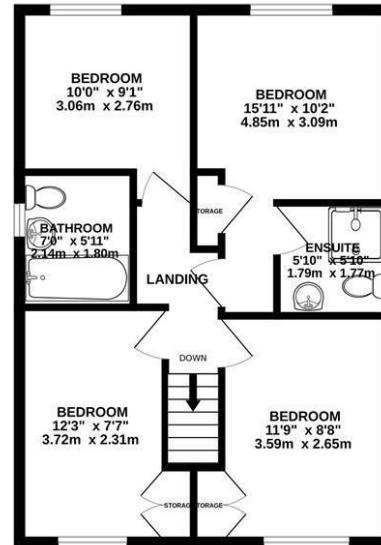 BEDROOM
10'0" x 9'1"
3.06m x 2.76m
BEDROOM
15'11" x 10'2"
4.85m x 3.09m
STORAGE
BATHROOM
7'0" x 5'11"
2.14m x 1.80m
ENSUITE
5'10" x 5'10"
1.79m x 1.77m
LANDING
DOWN
BEDROOM
12'3" x 7'7"
3.72m x 2.31m
BEDROOM
11'9" x 8'8"
3.59m x 2.65m
STORAGE
STORAGE